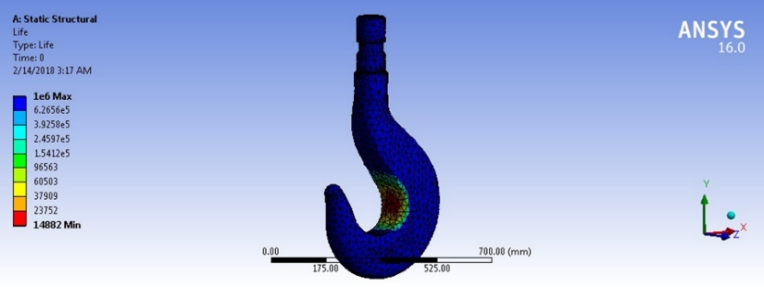 A: Static Structural
Life
Type: Life
Time: 0
2/14/2018 3:17 AM
1e6 Max
6.2656e5
3.9258e5
2.4597e5
1.5412e5
96563
60503
37909
23752
14882 Min
ANSYS
16.0
0.00
700.00 (mm)
175.00
525.00
Y
X
Z